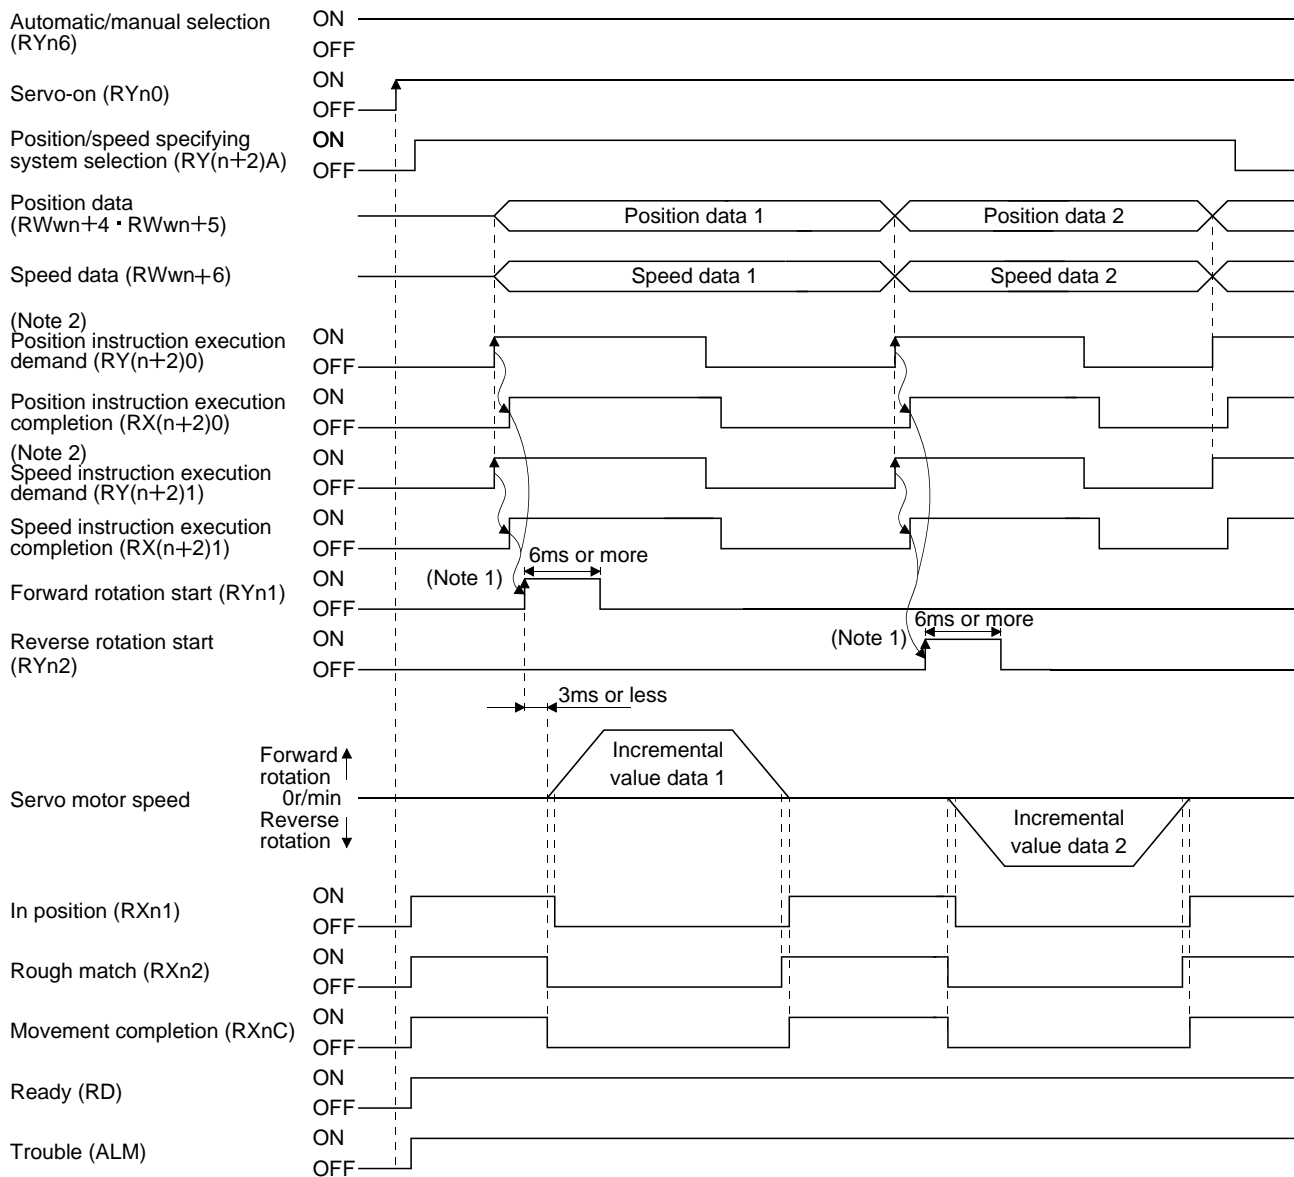 Automatic/manual selection
(RYn6)
ON
OFF
Servo-on (RYn0)
ON
OFF
Position/speed specifying
system selection (RY(n+2)A)
ON
OFF
Position data
(RWwn+4・RWwn+5)
Position data 1
Position data 2
Speed data (RWwn+6)
Speed data 1
Speed data 2
(Note 2)
Position instruction execution
demand (RY(n+2)0)
ON
OFF
Position instruction execution
completion (RX(n+2)0)
ON
OFF
(Note 2)
Speed instruction execution
demand (RY(n+2)1)
ON
OFF
Speed instruction execution
completion (RX(n+2)1)
ON
OFF
6ms or more
Forward rotation start (RYn1)
ON
OFF
(Note 1)
6ms or more
Reverse rotation start
(RYn2)
ON
OFF
(Note 1)
3ms or less
Servo motor speed
Forward
rotation
0r/min
Reverse
rotation
Incremental
value data 1
Incremental
value data 2
In position (RXn1)
ON
OFF
Rough match (RXn2)
ON
OFF
Movement completion (RXnC)
ON
OFF
Ready (RD)
ON
OFF
Trouble (ALM)
ON
OFF